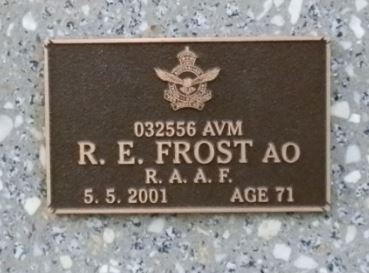 032556 AVM
R. E. FROST AO
R. A. A. F.
5. 5. 2001 AGE 71